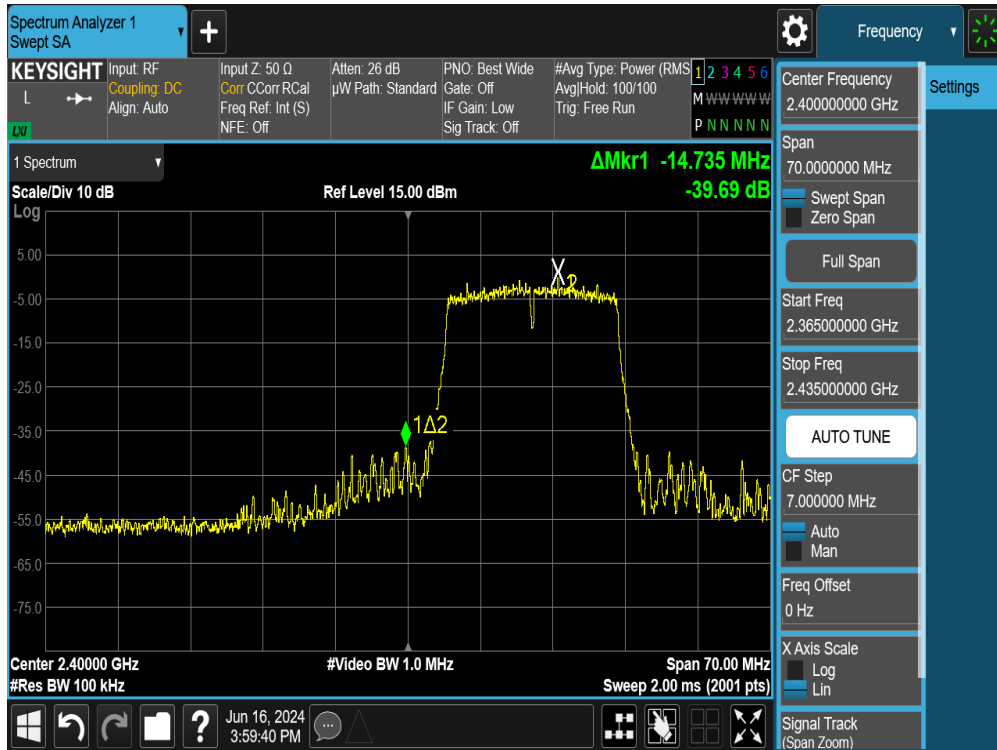 Spectrum Analyzer 1
Swept SA
+
Frequency
KEYSIGHT
L
LXI
Input: RF
Coupling: DC
Align: Auto
Input Z: 50 Ω
Corr CCorr RCal
Freq Ref: Int (S)
NFE: Off
Atten: 26 dB
µW Path: Standard
PNO: Best Wide
Gate: Off
IF Gain: Low
Sig Track: Off
#Avg Type: Power (RMS
Avg|Hold: 100/100
Trig: Free Run
1 2 3 4 5 6
M W W W W W
P N N N N N
Center Frequency
2.400000000 GHz
Settings
Span
70.0000000 MHz
Swept Span
Zero Span
Full Span
Start Freq
2.365000000 GHz
Stop Freq
2.435000000 GHz
AUTO TUNE
CF Step
7.000000 MHz
Auto
Man
Freq Offset
0 Hz
X Axis Scale
Log
Lin
Signal Track
(Span Zoom)
1 Spectrum
ΔMkr1 -14.735 MHz
-39.69 dB
Scale/Div 10 dB
Ref Level 15.00 dBm
Log
5.00
-5.00
-15.0
-25.0
-35.0
-45.0
-55.0
-65.0
-75.0
X2
1Δ2
Center 2.40000 GHz
#Video BW 1.0 MHz
Span 70.00 MHz
#Res BW 100 kHz
Sweep 2.00 ms (2001 pts)
?
Jun 16, 2024
3:59:40 PM